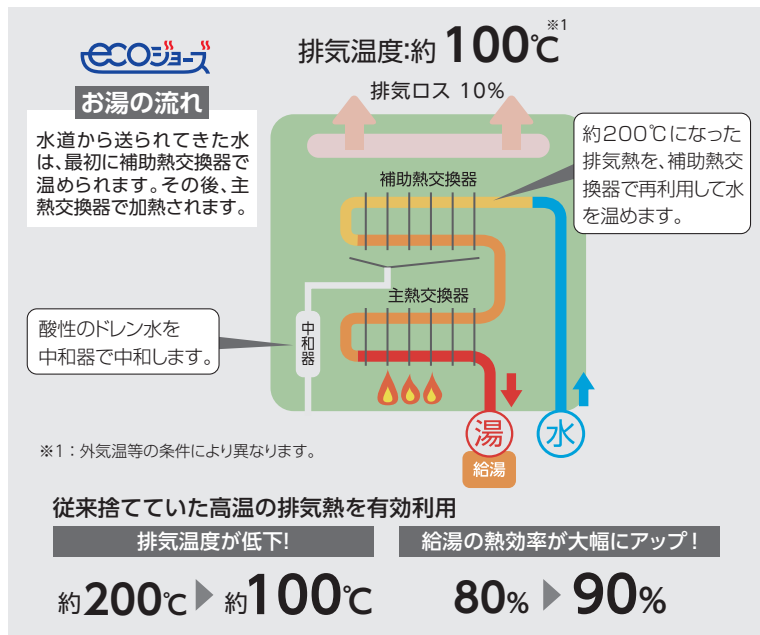 ecoジョーズ
排気温度:約100℃※1
排気ロス 10%
お湯の流れ
水道から送られてきた水
は、最初に補助熱交換器で
温められます。その後、主
熱交換器で加熱されます。
約200℃になった
排気熱を、補助熱交
換器で再利用して水
を温めます。
補助熱交換器
主熱交換器
酸性のドレン水を
中和器で中和します。
中和器
湯
水
給湯
※1：外気温等の条件により異なります。
従来捨てていた高温の排気熱を有効利用
排気温度が低下!
約200℃▶約100℃
給湯の熱効率が大幅にアップ！
80%▶90%